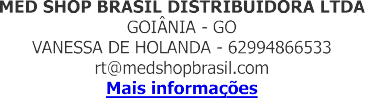 MED SHOP BRASIL DISTRIBUIDORA LTDA
GOIÂNIA - GO
VANESSA DE HOLANDA - 62994866533
rt@medshopbrasil.com
Mais informações